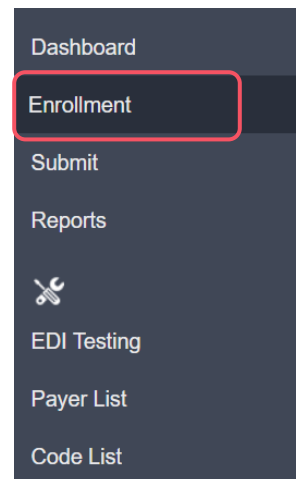 Dashboard
Enrollment
Submit
Reports
EDI Testing
Payer List
Code List